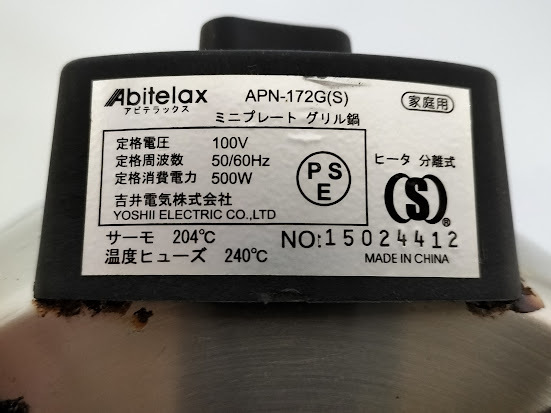 Abitelax
アビテラックス
APN-172G(S)
家庭用
ミニプレート グリル鍋
定格電圧 100V
定格周波数 50/60Hz
定格消費電力 500W
吉井電気株式会社
YOSHII ELECTRIC CO.,LTD
PS
E
ヒータ 分離式
(S)®
サーモ 204℃
温度ヒューズ 240℃
NO:15024412
MADE IN CHINA